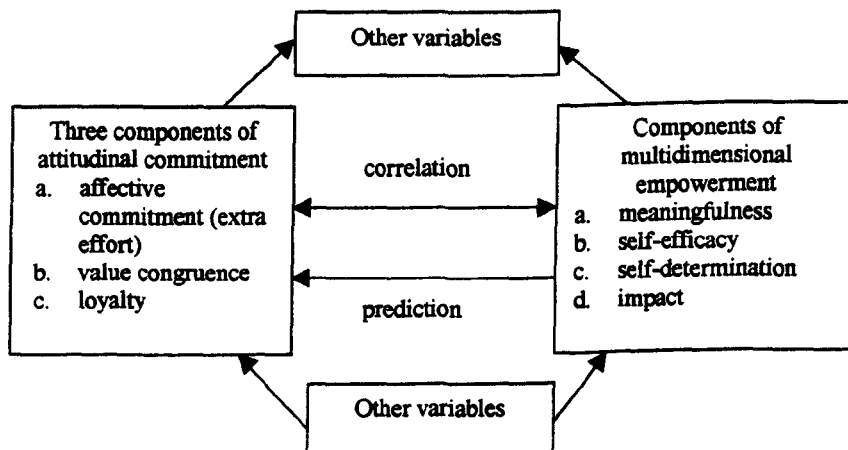 Other variables
Three components of
attitudinal commitment
a. affective
commitment (extra
effort)
b. value congruence
c. loyalty
correlation
prediction
Components of
multidimensional
empowerment
a. meaningfulness
b. self-efficacy
c. self-determination
d. impact
Other variables